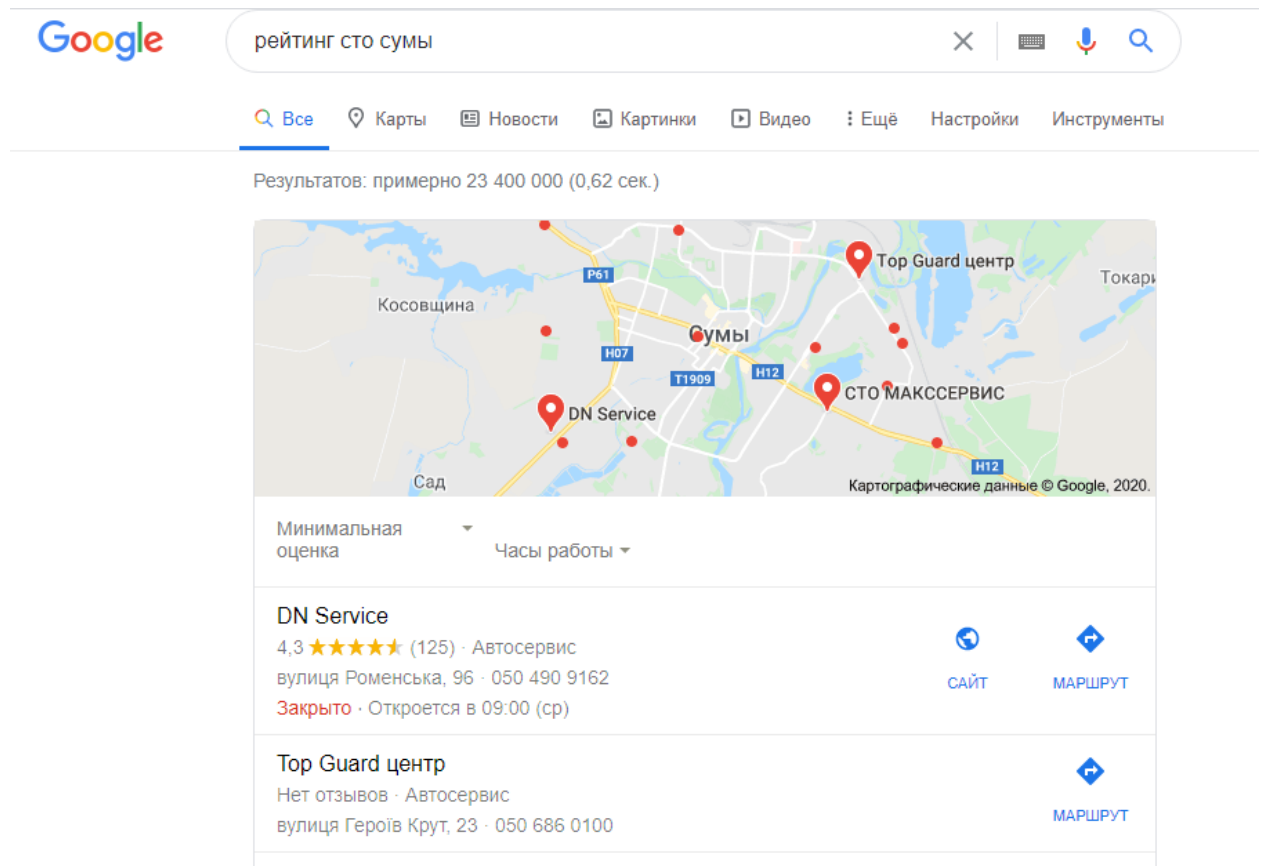 Google
рейтинг сто сумы
Все Карты Новости Картинки Видео Ещё Настройки Инструменты
Результатов: примерно 23 400 000 (0,62 сек.)
Top Guard центр
P61
Токари
Косовщина
Сумы
H07
T1909
H12
СТО МАКССЕРВИС
DN Service
H12
Сад
Картографические данные © Google, 2020.
Минимальная
оценка
Часы работы
DN Service
4,3 (125) · Автосервис
вулиця Роменська, 96 · 050 490 9162
САЙТ МАРШРУТ
Закрыто · Откроется в 09:00 (ср)
Top Guard центр
Нет отзывов · Автосервис
вулиця Героїв Крут, 23 · 050 686 0100
МАРШРУТ